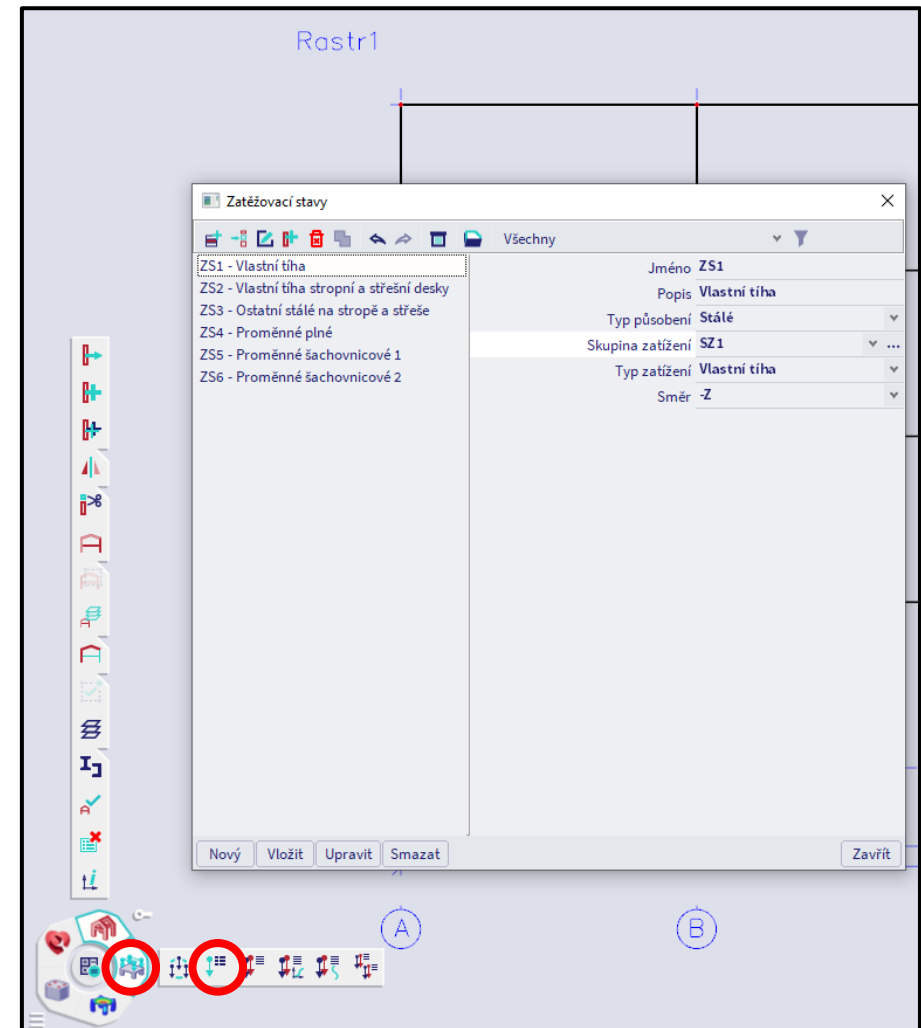 Rastr1
Zatěžovací stavy
Všechny
ZS1 - Vlastní tíha
ZS2 - Vlastní tíha stropní a střešní desky
ZS3 - Ostatní stálé na stropě a střeše
ZS4 - Proměnné plné
ZS5 - Proměnné šachovnicové 1
ZS6 - Proměnné šachovnicové 2
Jméno ZS1
Popis Vlastní tíha
Typ působení Stálé
Skupina zatížení SZ1 ...
Typ zatížení Vlastní tíha
Směr -Z
Nový Vložit Upravit Smazat Zavřít
A B